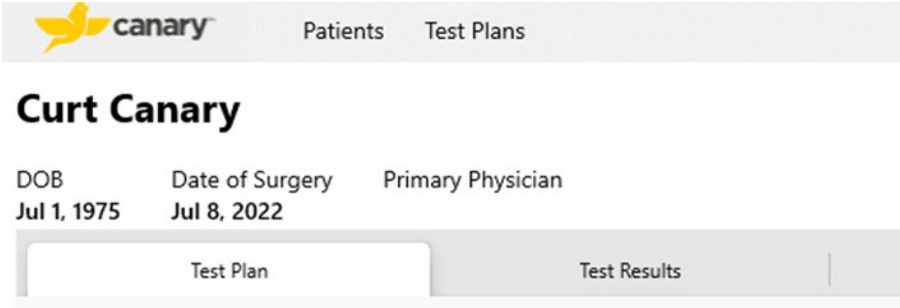 canary™ Patients Test Plans
Curt Canary
DOB Date of Surgery Primary Physician
Jul 1, 1975 Jul 8, 2022
Test Plan Test Results